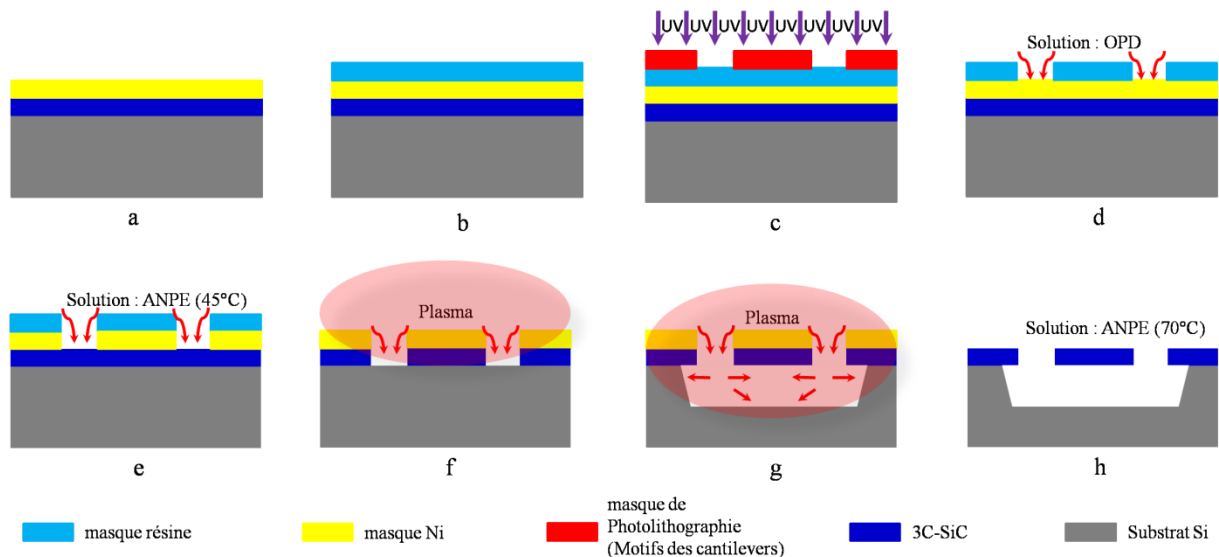 UV UV UV UV UV UV UV
Solution : OPD
a
b
c
d
Solution : ANPE (45°C)
Plasma
Plasma
Solution : ANPE (70°C)
e
f
g
h
masque résine
masque Ni
masque de
Photolithographie
(Motifs des cantilevers)
3C-SiC
Substrat Si